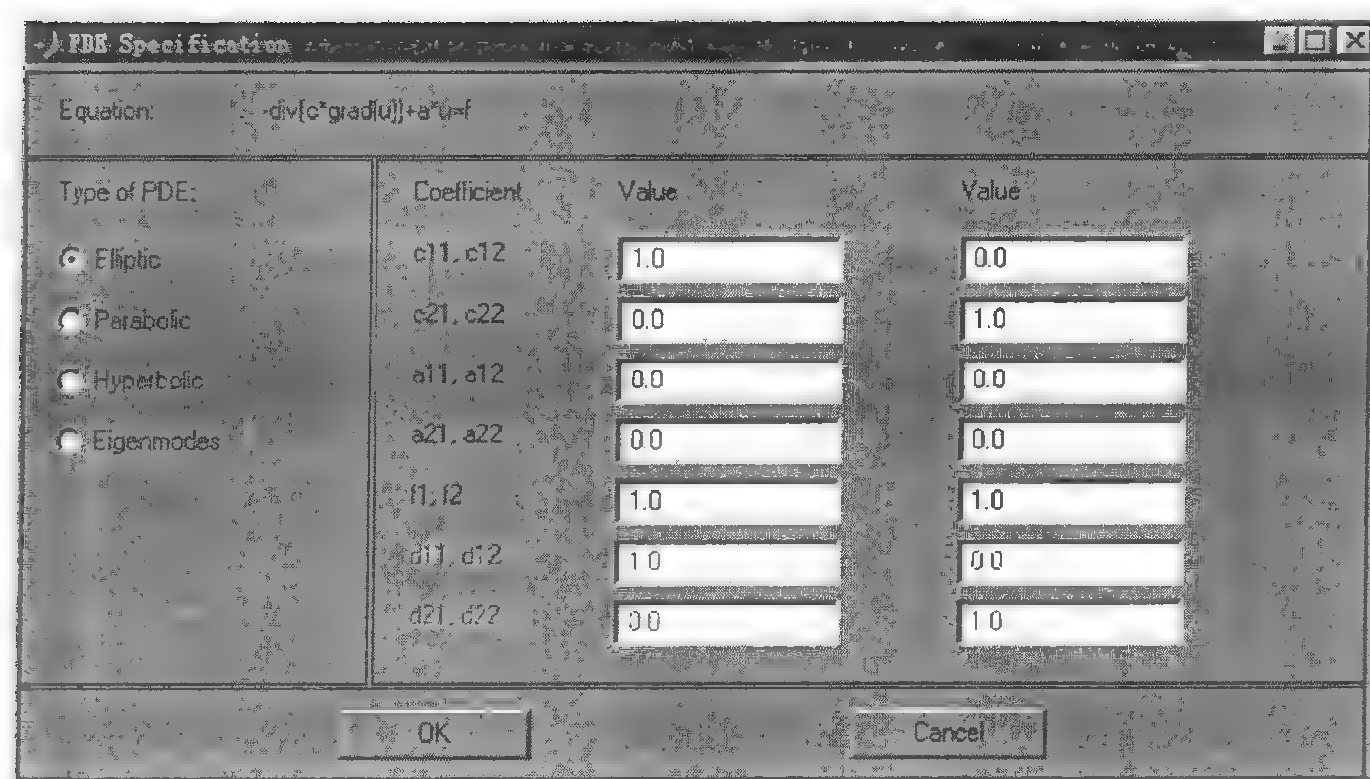 PDE Specification
Equation: -div(c*grad(u))+a*u=f
Type of PDE: Coefficient Value Value
Elliptic c11, c12 1.0 0.0
Parabolic c21, c22 0.0 1.0
Hyperbolic a11, a12 0.0 0.0
Eigenmodes a21, a22 0.0 0.0
f1, f2 1.0 1.0
d11, d12 1.0 0.0
d21, d22 0.0 1.0
OK Cancel